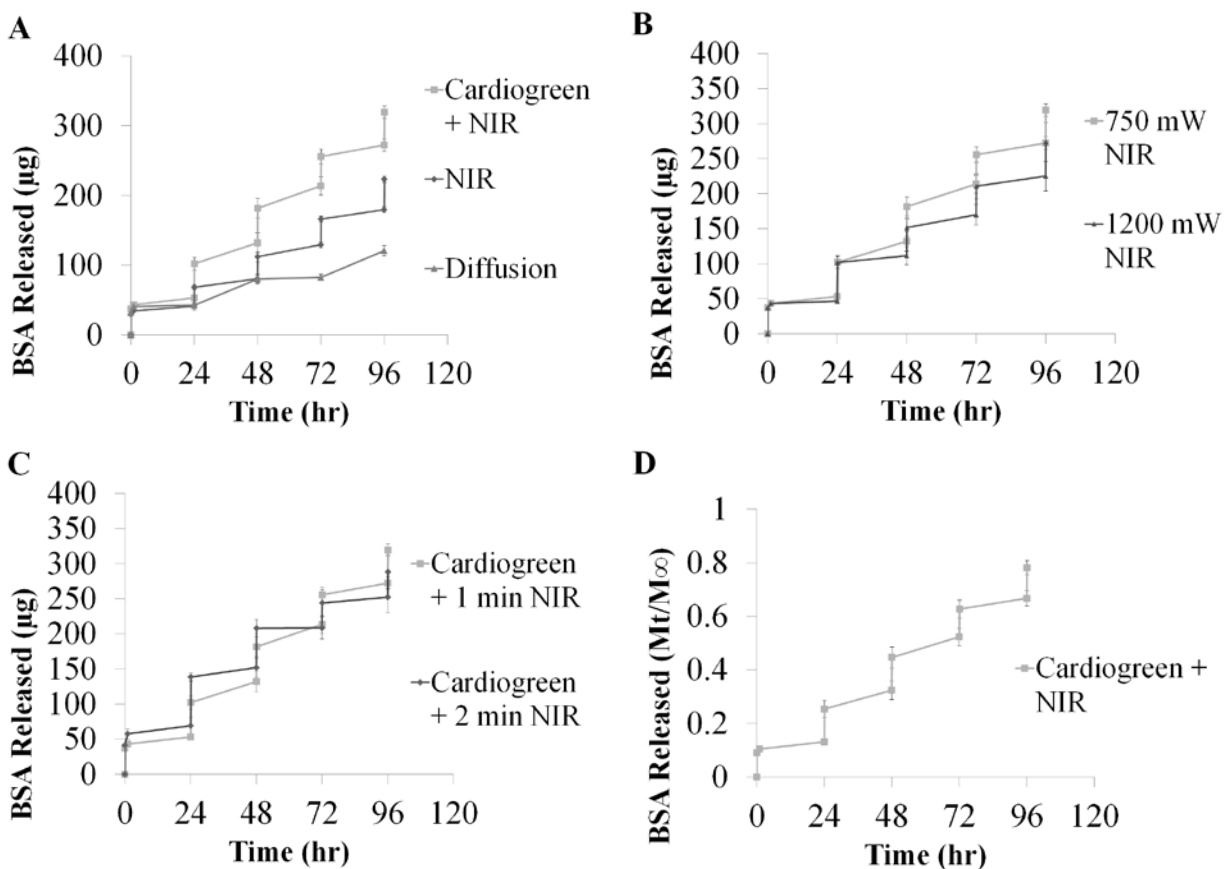 A
BSA Released (µg)
400
300
200
100
0
0 24 48 72 96 120
Time (hr)
Cardiogreen
+ NIR
NIR
Diffusion
B
BSA Released (µg)
400
350
300
250
200
150
100
50
0
0 24 48 72 96 120
Time (hr)
750 mW
NIR
1200 mW
NIR
C
BSA Released (µg)
400
350
300
250
200
150
100
50
0
0 24 48 72 96 120
Time (hr)
Cardiogreen
+ 1 min NIR
Cardiogreen
+ 2 min NIR
D
BSA Released (Mt/M∞)
1
0.8
0.6
0.4
0.2
0
0 24 48 72 96 120
Time (hr)
Cardiogreen +
NIR